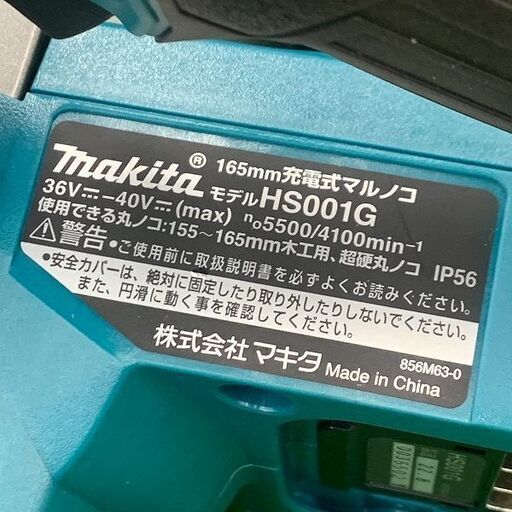 makita® 165mm充電式マルノコ
モデルHS001G
36V⎓−40V⎓(max) n₀5500/4100min⁻¹
使用できる丸ノコ:155~165mm木工用、超硬丸ノコ IP56
⚠警告 ●ご使用前に取扱説明書を必ずよくお読みください。
●安全カバーは、絶対に固定したり取り外したりしないでください。
また、円滑に動く事を確認してください。
株式会社マキタ Made in China
856M63-0
HS001G